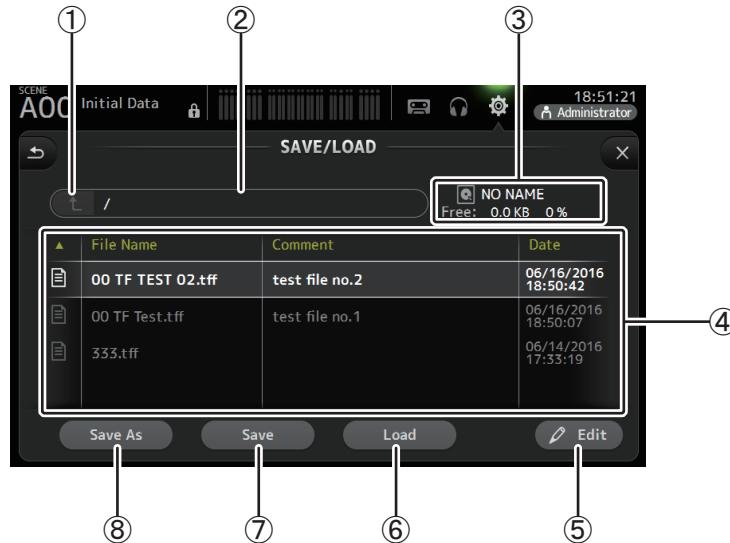 ① ② ③
SCENE
A00 Initial Data
18:51:21
Administrator
SAVE/LOAD
/
NO NAME
Free: 0.0 KB 0 %
▲ File Name Comment Date
00 TF TEST 02.tff test file no.2 06/16/2016 18:50:42
00 TF Test.tff test file no.1 06/16/2016 18:50:07
333.tff 06/14/2016 17:33:19
④
Save As Save Load Edit
⑧ ⑦ ⑥ ⑤